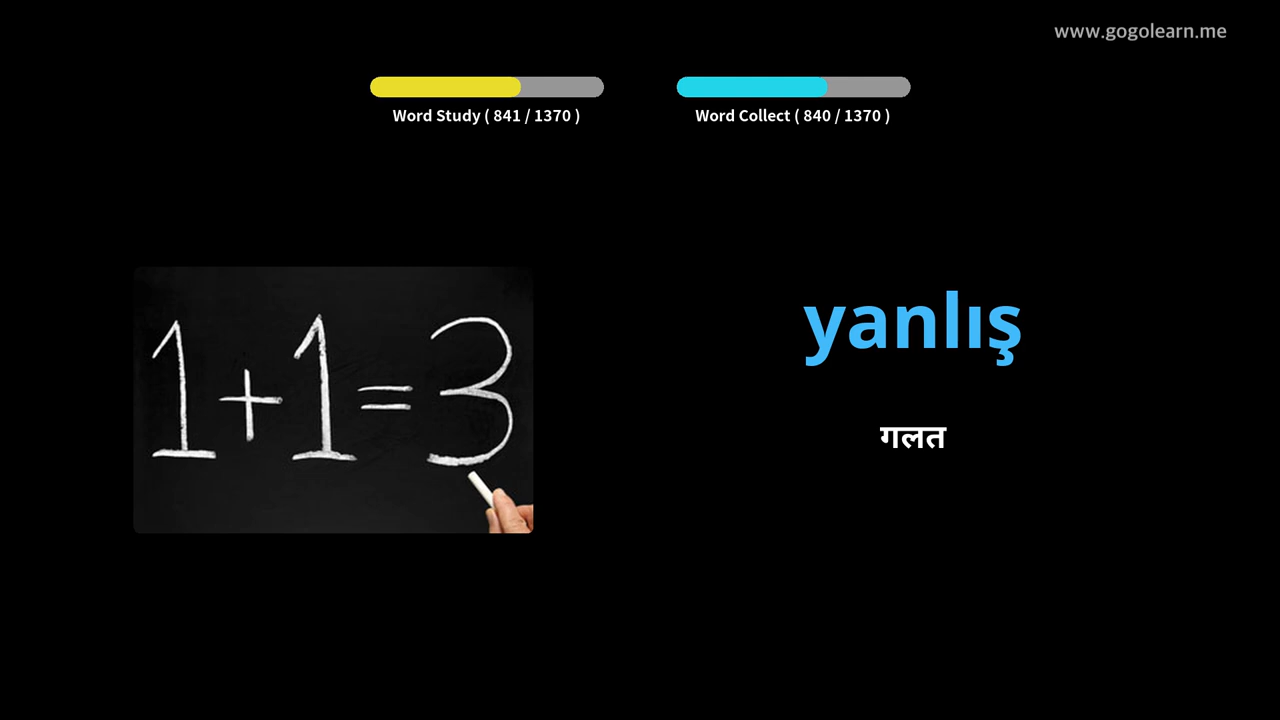 www.gogolearn.me
Word Study ( 841 / 1370 )
Word Collect ( 840 / 1370 )
1+1=3
yanlış
गलत